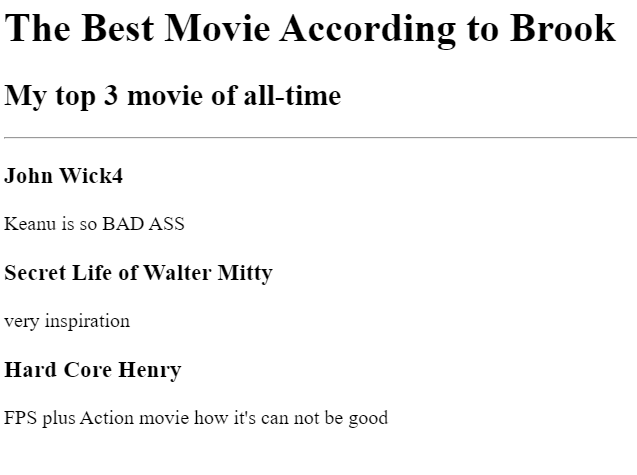 The Best Movie According to Brook
My top 3 movie of all-time
John Wick4
Keanu is so BAD ASS
Secret Life of Walter Mitty
very inspiration
Hard Core Henry
FPS plus Action movie how it's can not be good